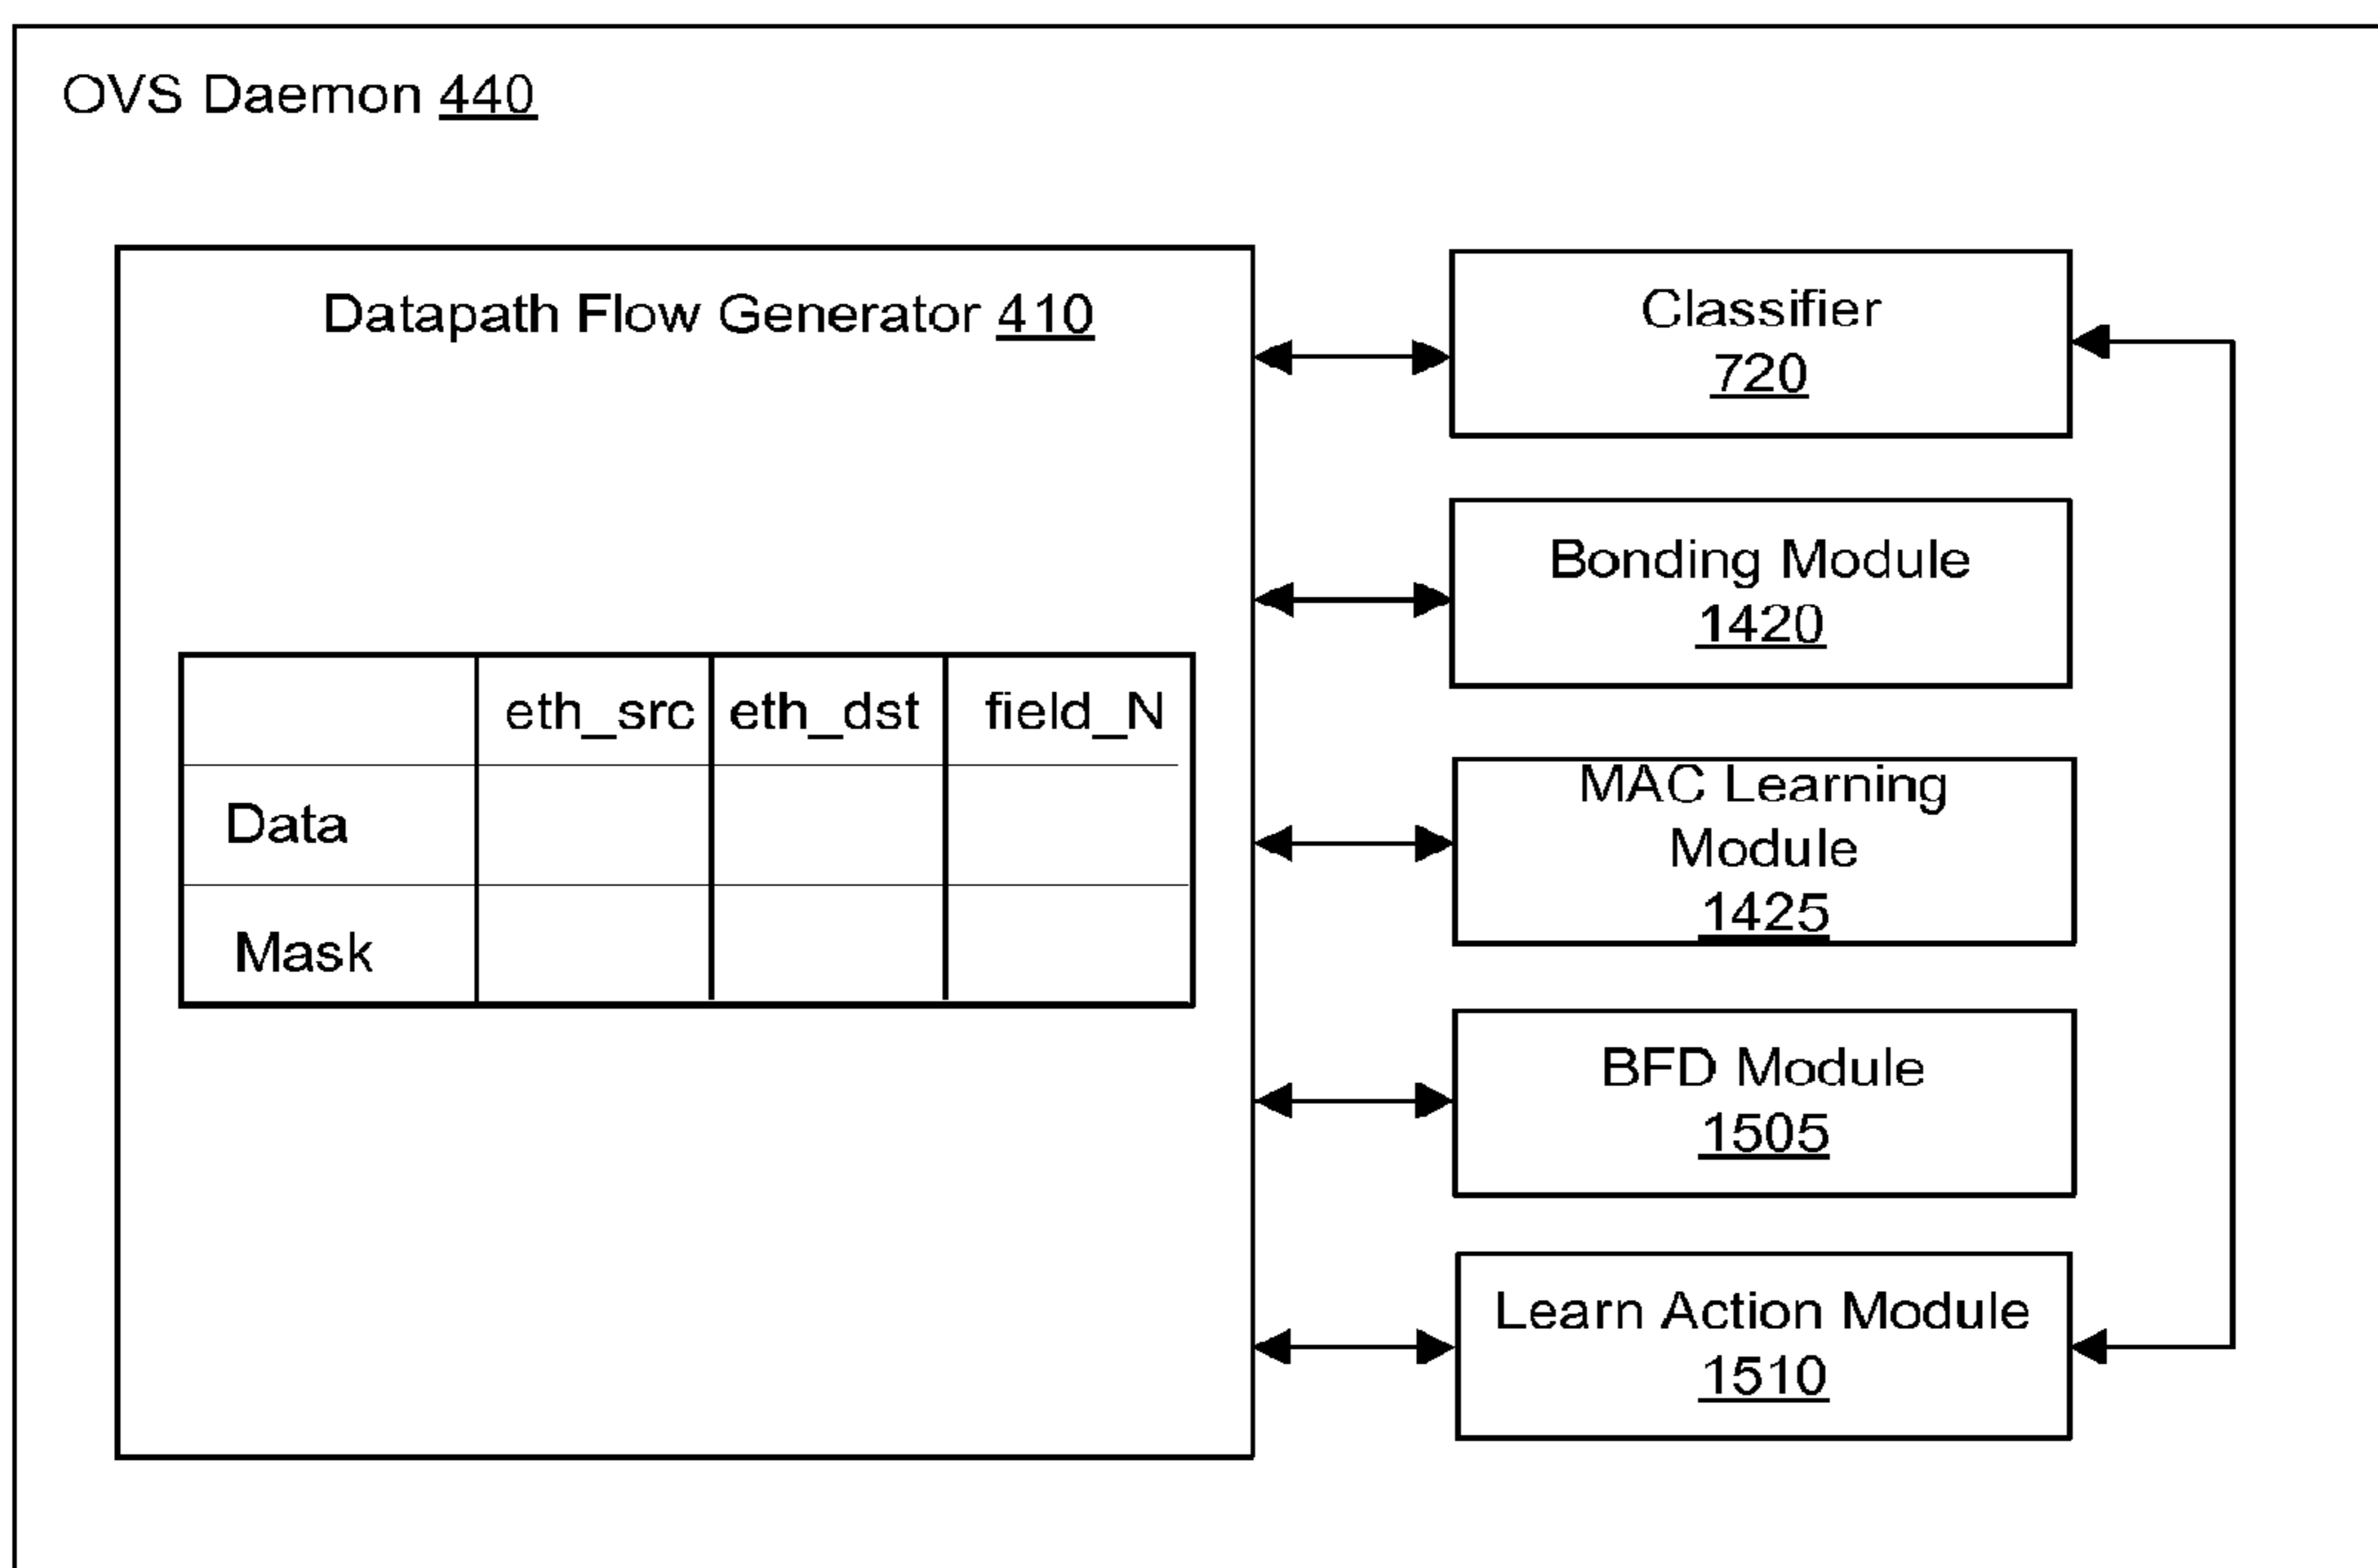 OVS Daemon 440
Datapath Flow Generator 410
eth_src eth_dst field_N
Data
Mask
Classifier
720
Bonding Module
1420
MAC Learning
Module
1425
BFD Module
1505
Learn Action Module
1510